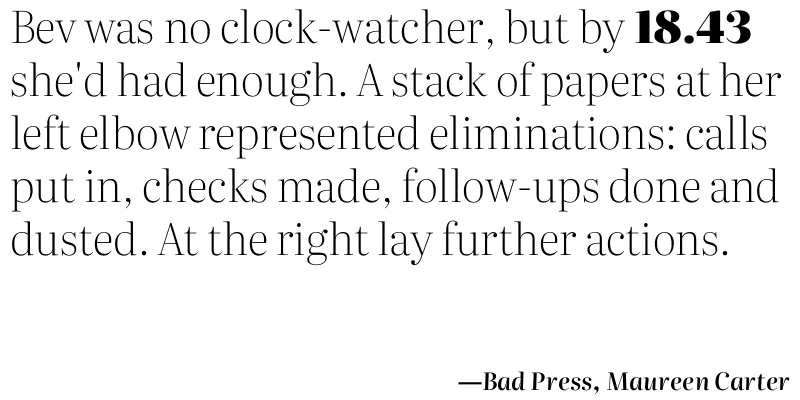 Bev was no clock-watcher, but by 18.43
she'd had enough. A stack of papers at her
left elbow represented eliminations: calls
put in, checks made, follow-ups done and
dusted. At the right lay further actions.
—Bad Press, Maureen Carter